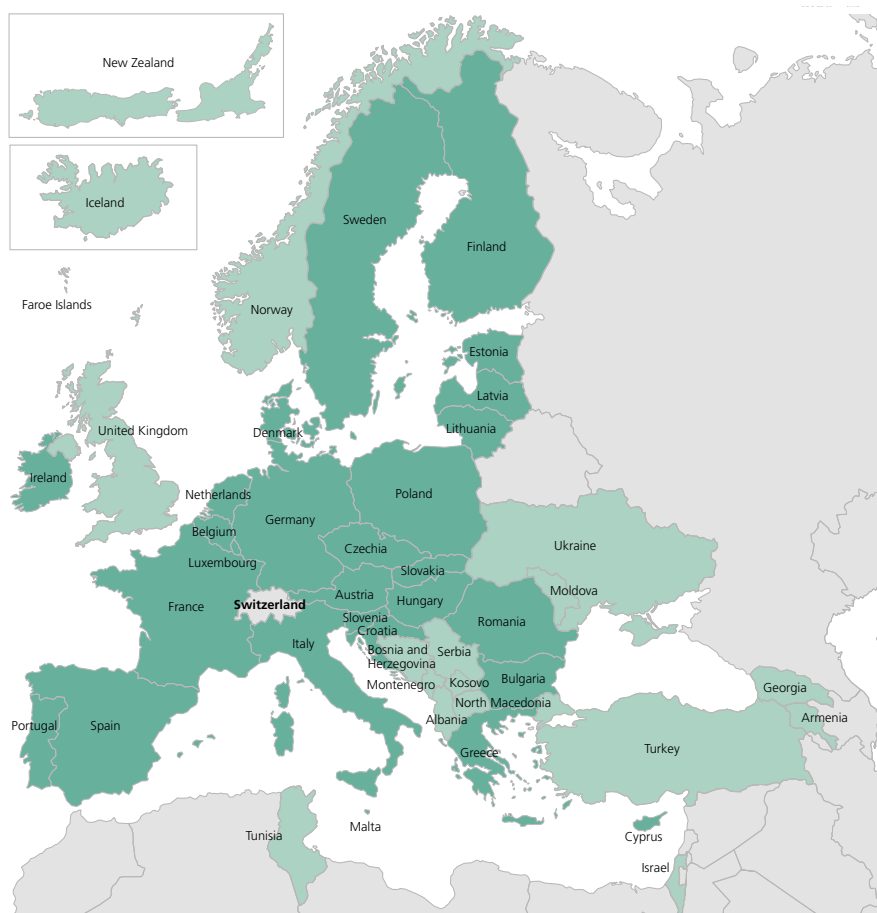 New Zealand
Iceland
Sweden
Finland
Faroe Islands
Norway
Estonia
Latvia
Lithuania
Denmark
United Kingdom
Ireland
Netherlands
Poland
Germany
Belgium
Ukraine
Czechia
Luxembourg
Slovakia
Moldova
Austria
Hungary
France
Switzerland
Slovenia
Romania
Croatia
Italy
Bosnia and
Herzegovina
Serbia
Bulgaria
Kosovo
Montenegro
Georgia
North Macedonia
Armenia
Albania
Portugal
Spain
Turkey
Greece
Malta
Tunisia
Cyprus
Israel